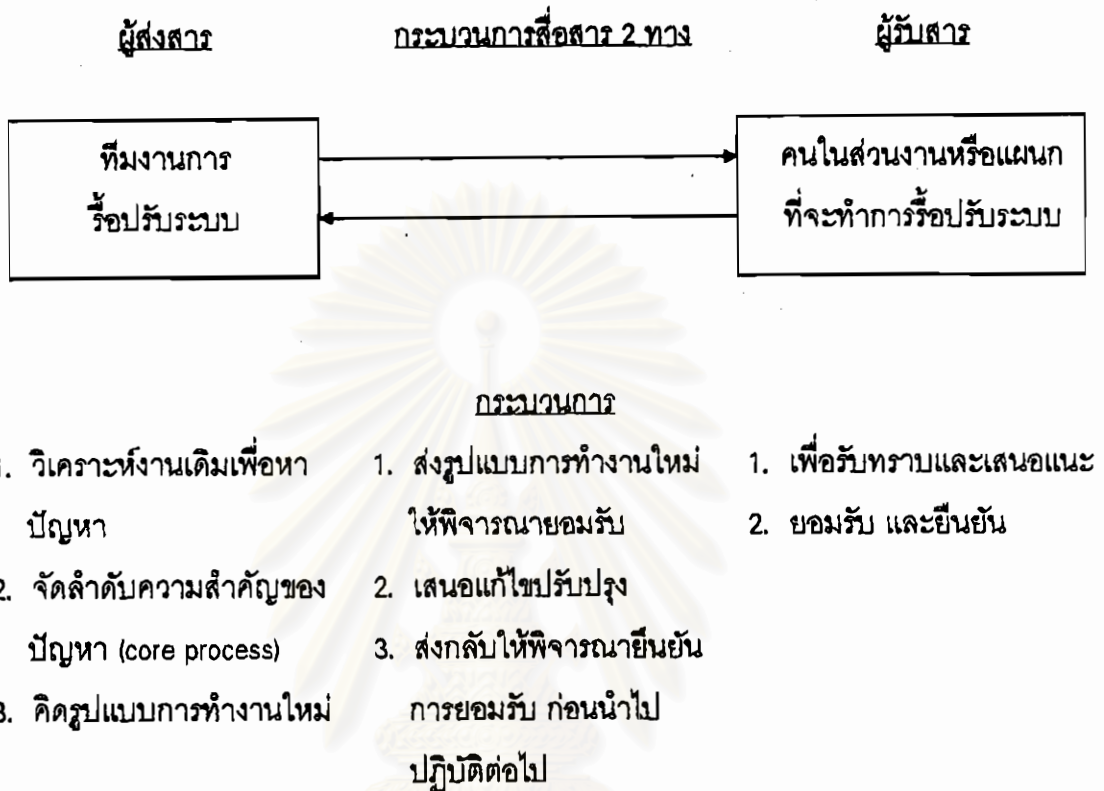 ผู้ส่งสาร กระบวนการสื่อสาร 2 ทาง ผู้รับสาร
ทีมงานการ
รื้อปรับระบบ
คนในส่วนงานหรือแผนก
ที่จะทำการรื้อปรับระบบ
กระบวนการ
1. วิเคราะห์งานเดิมเพื่อหา
ปัญหา
2. จัดลำดับความสำคัญของ
ปัญหา (core process)
3. คิดรูปแบบการทำงานใหม่
1. ส่งรูปแบบการทำงานใหม่
ให้พิจารณายอมรับ
2. เสนอแก้ไขปรับปรุง
3. ส่งกลับให้พิจารณายืนยัน
การยอมรับ ก่อนนำไป
ปฏิบัติต่อไป
1. เพื่อรับทราบและเสนอแนะ
2. ยอมรับ และยืนยัน